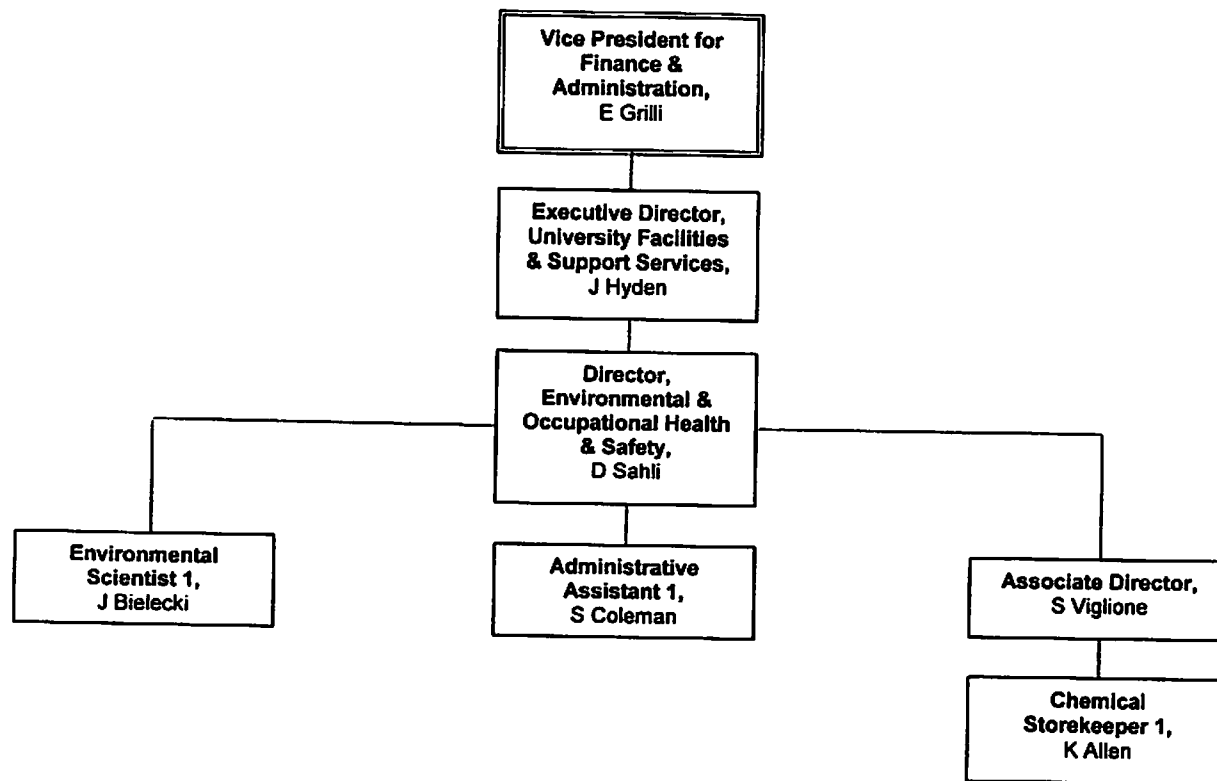 Vice President for
Finance &
Administration,
E Grilli
Executive Director,
University Facilities
& Support Services,
J Hyden
Director,
Environmental &
Occupational Health
& Safety,
D Sahli
Environmental
Scientist 1,
J Bielecki
Administrative
Assistant 1,
S Coleman
Associate Director,
S Viglione
Chemical
Storekeeper 1,
K Allen